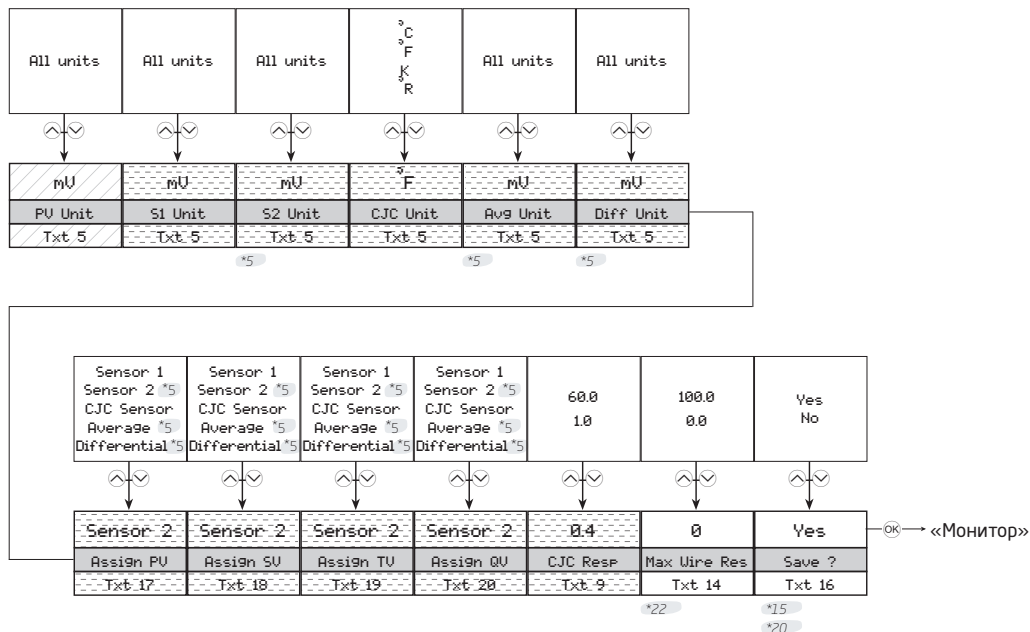 All units All units All units °C All units All units
°F
K
°R
mV mV mV °F mV mV
PV Unit S1 Unit S2 Unit CJC Unit Avg Unit Diff Unit
Txt 5 Txt 5 Txt 5 Txt 5 Txt 5 Txt 5
*5 *5 *5
Sensor 1 Sensor 1 Sensor 1 Sensor 1
Sensor 2 *5 Sensor 2 *5 Sensor 2 *5 Sensor 2 *5 60.0 100.0 Yes
CJC Sensor CJC Sensor CJC Sensor CJC Sensor 1.0 0.0 No
Average *5 Average *5 Average *5 Average *5
Differential *5 Differential *5 Differential *5 Differential *5
Sensor 2 Sensor 2 Sensor 2 Sensor 2 0.4 0 Yes OK «Монитор»
Assign PV Assign SV Assign TV Assign QV CJC Resp Max Wire Res Save ?
Txt 17 Txt 18 Txt 19 Txt 20 Txt 9 Txt 14 Txt 16
*22 *15
*20